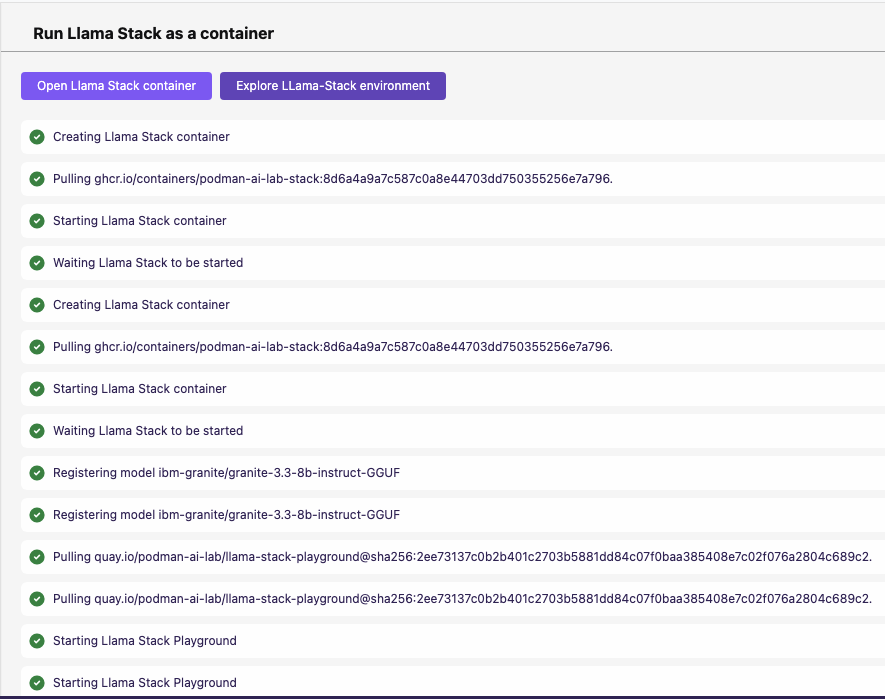 Run Llama Stack as a container
Open Llama Stack container
Explore LLama-Stack environment
Creating Llama Stack container
Pulling ghcr.io/containers/podman-ai-lab-stack:8d6a4a9a7c587c0a8e44703dd750355256e7a796.
Starting Llama Stack container
Waiting Llama Stack to be started
Creating Llama Stack container
Pulling ghcr.io/containers/podman-ai-lab-stack:8d6a4a9a7c587c0a8e44703dd750355256e7a796.
Starting Llama Stack container
Waiting Llama Stack to be started
Registering model ibm-granite/granite-3.3-8b-instruct-GGUF
Registering model ibm-granite/granite-3.3-8b-instruct-GGUF
Pulling quay.io/podman-ai-lab/llama-stack-playground@sha256:2ee73137c0b2b401c2703b5881dd84c07f0baa385408e7c02f076a2804c689c2.
Pulling quay.io/podman-ai-lab/llama-stack-playground@sha256:2ee73137c0b2b401c2703b5881dd84c07f0baa385408e7c02f076a2804c689c2.
Starting Llama Stack Playground
Starting Llama Stack Playground